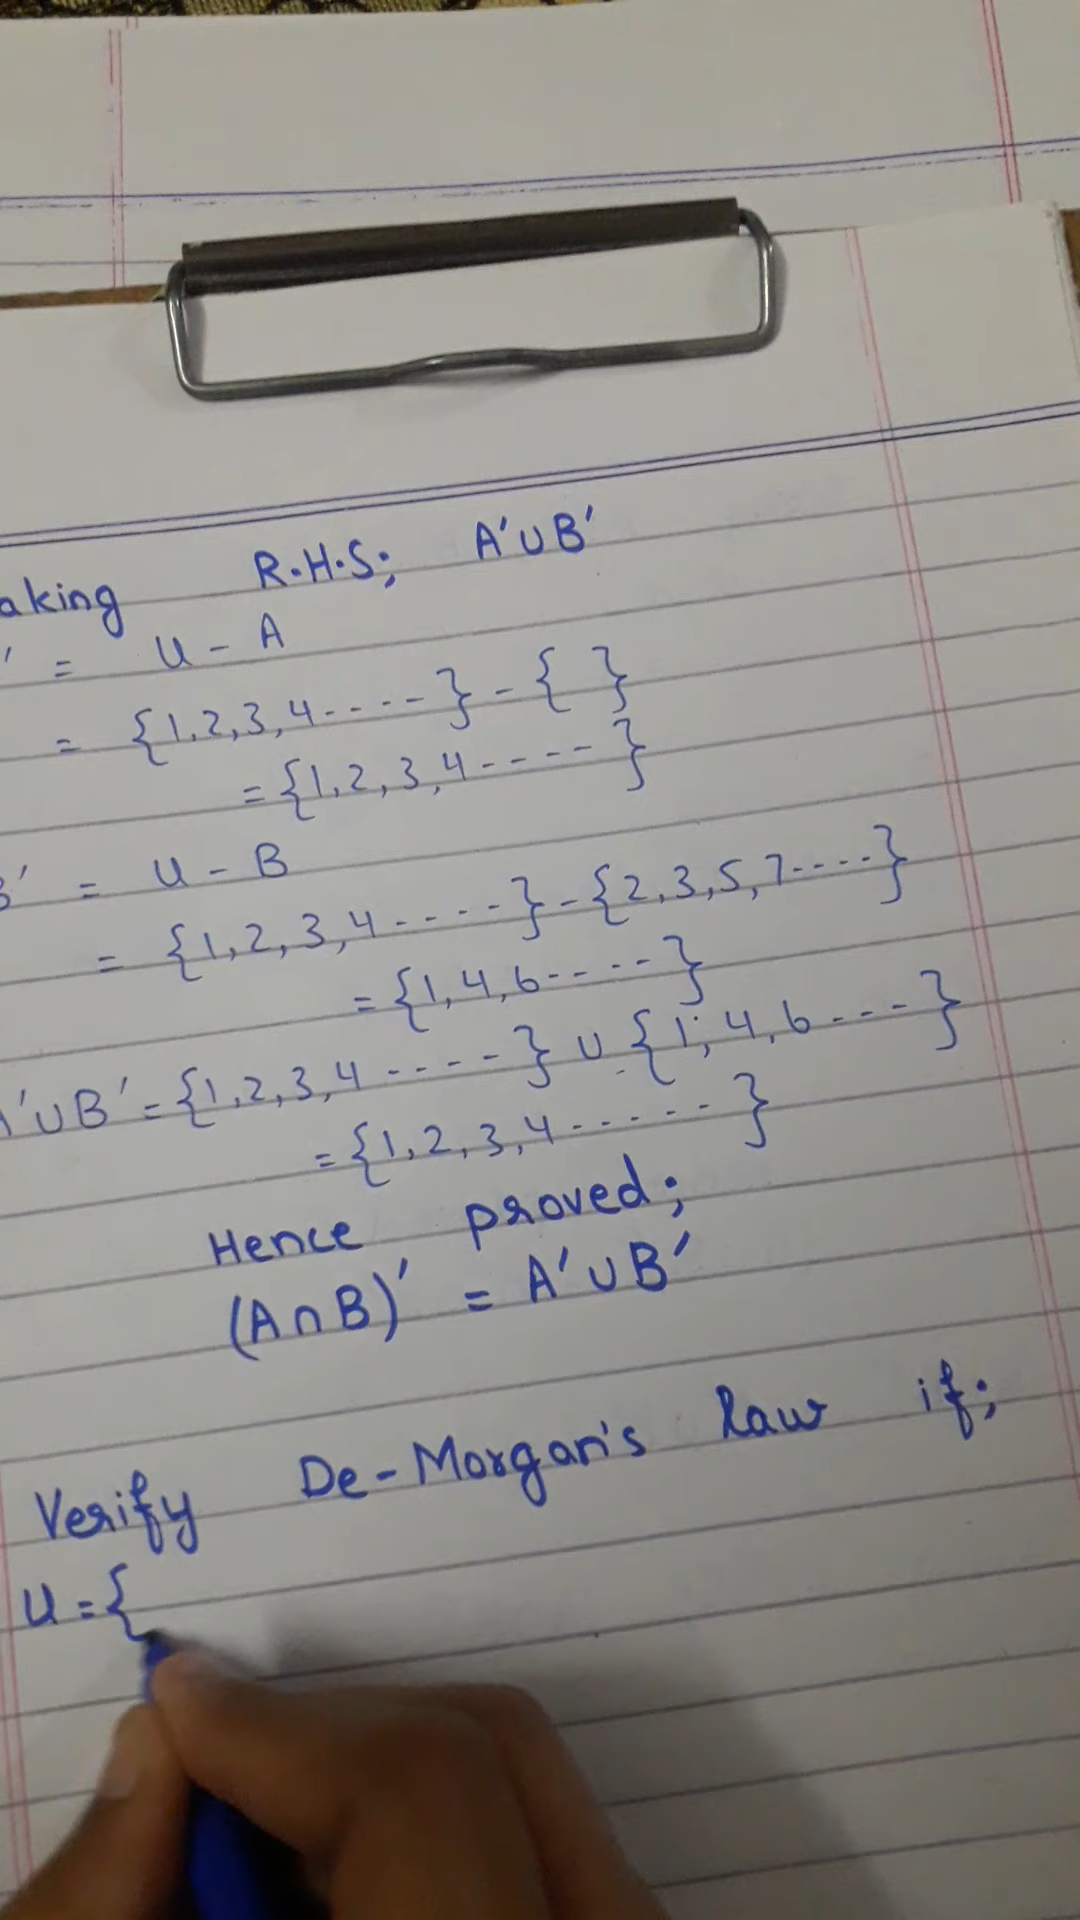 aking R.H.S; A'∪B'
' = U - A
= {1,2,3,4-----} - { }
= {1,2,3,4-----}
B' = U - B
= {1,2,3,4-----} - {2,3,5,7-----}
= {1,4,6-----}
A'∪B' = {1,2,3,4-----} ∪ {1,4,6----}
= {1,2,3,4------}
Hence proved;
(A∩B)' = A'∪B'
Verify De-Morgan's law if;
U = {